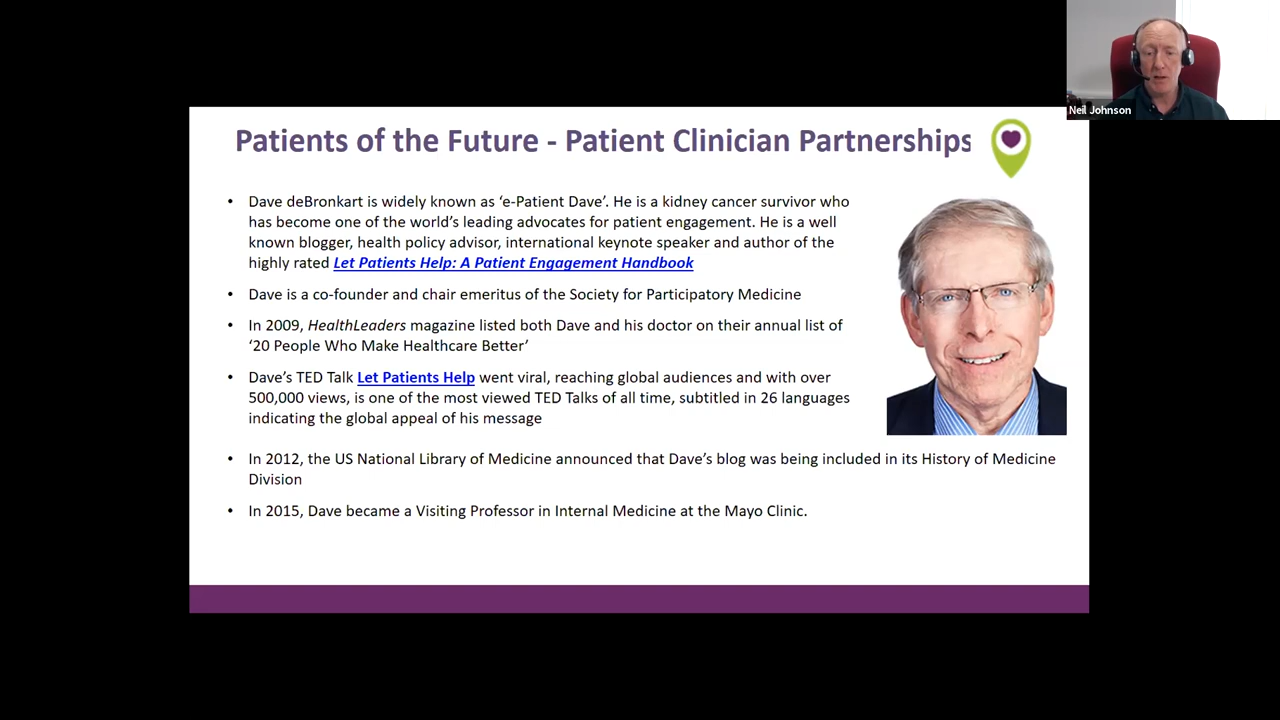 Neil Johnson
Patients of the Future - Patient Clinician Partnerships
• Dave deBronkart is widely known as ‘e-Patient Dave’. He is a kidney cancer survivor who
has become one of the world’s leading advocates for patient engagement. He is a well
known blogger, health policy advisor, international keynote speaker and author of the
highly rated Let Patients Help: A Patient Engagement Handbook
• Dave is a co-founder and chair emeritus of the Society for Participatory Medicine
• In 2009, HealthLeaders magazine listed both Dave and his doctor on their annual list of
‘20 People Who Make Healthcare Better’
• Dave’s TED Talk Let Patients Help went viral, reaching global audiences and with over
500,000 views, is one of the most viewed TED Talks of all time, subtitled in 26 languages
indicating the global appeal of his message
• In 2012, the US National Library of Medicine announced that Dave’s blog was being included in its History of Medicine
Division
• In 2015, Dave became a Visiting Professor in Internal Medicine at the Mayo Clinic.